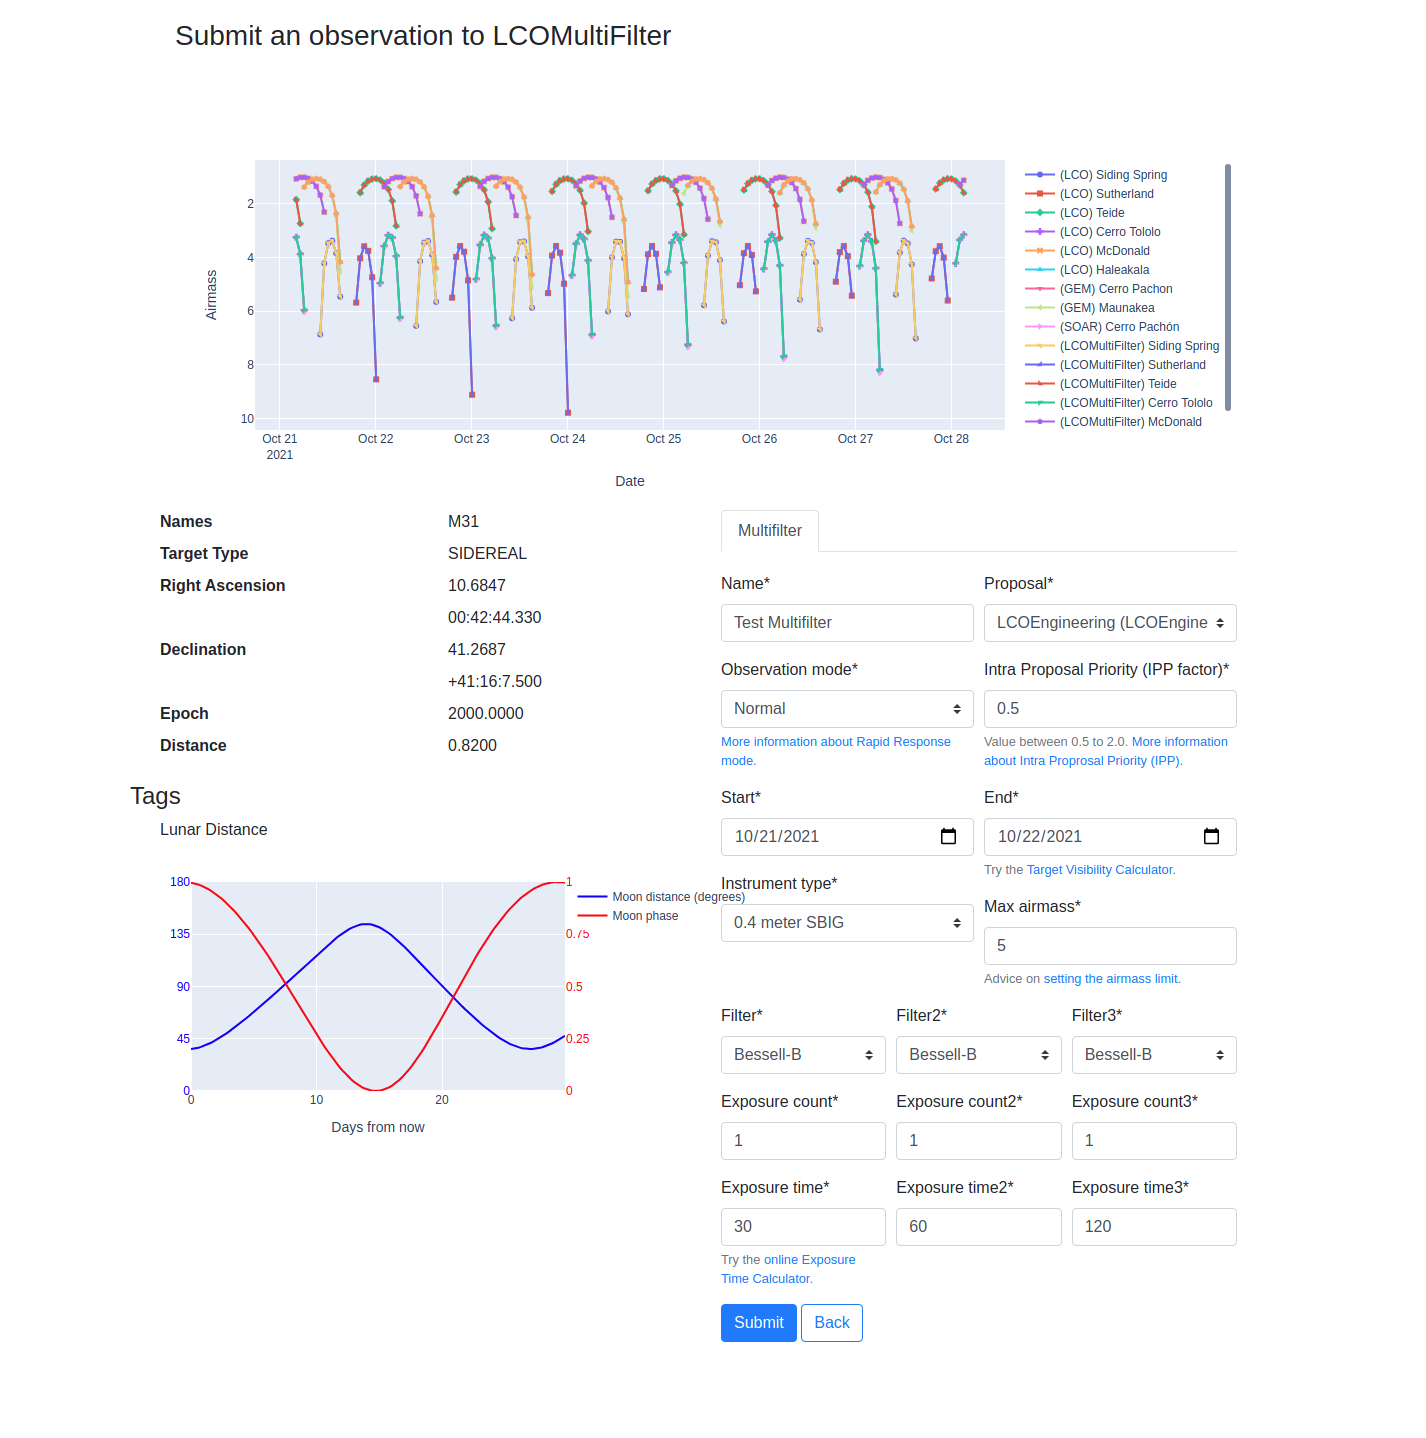 Submit an observation to LCOMultiFilter
2
4
6
8
10
Airmass
Oct 21
2021
Oct 22
Oct 23
Oct 24
Oct 25
Oct 26
Oct 27
Oct 28
Date
(LCO) Siding Spring
(LCO) Sutherland
(LCO) Teide
(LCO) Cerro Tololo
(LCO) McDonald
(LCO) Haleakala
(GEM) Cerro Pachon
(GEM) Maunakea
(SOAR) Cerro Pachón
(LCOMultiFilter) Siding Spring
(LCOMultiFilter) Sutherland
(LCOMultiFilter) Teide
(LCOMultiFilter) Cerro Tololo
(LCOMultiFilter) McDonald
Names M31
Target Type SIDEREAL
Right Ascension 10.6847
00:42:44.330
Declination 41.2687
+41:16:7.500
Epoch 2000.0000
Distance 0.8200
Tags
Lunar Distance
180
135
90
45
0
0
10
20
Days from now
1
0.75
0.5
0.25
0
Moon distance (degrees)
Moon phase
Multifilter
Name* Proposal*
Test Multifilter LCOEngineering (LCOEngine
Observation mode* Intra Proposal Priority (IPP factor)*
Normal 0.5
More information about Rapid Response
mode.
Value between 0.5 to 2.0. More information
about Intra Proprosal Priority (IPP).
Start* End*
10/21/2021 10/22/2021
Try the Target Visibility Calculator.
Instrument type*
0.4 meter SBIG
Max airmass*
5
Advice on setting the airmass limit.
Filter* Filter2* Filter3*
Bessell-B Bessell-B Bessell-B
Exposure count* Exposure count2* Exposure count3*
1 1 1
Exposure time* Exposure time2* Exposure time3*
30 60 120
Try the online Exposure
Time Calculator.
Submit Back